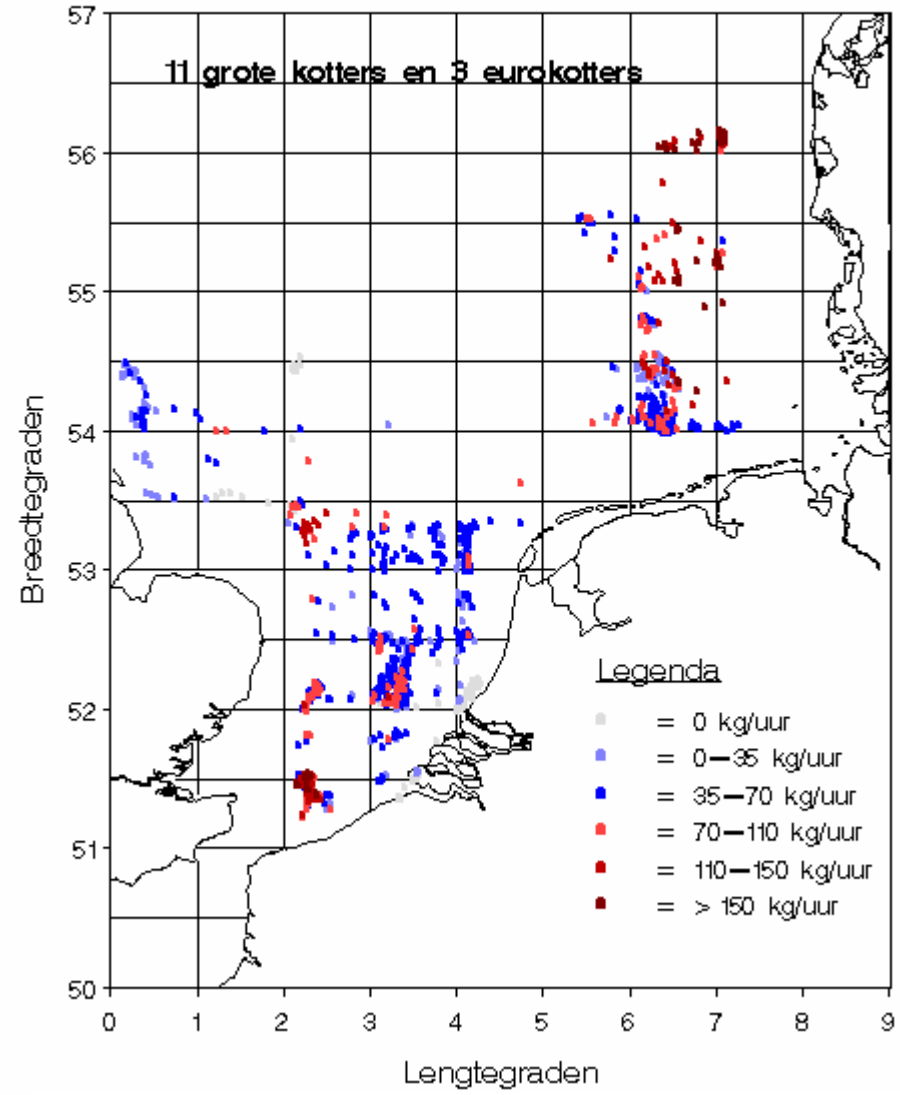 11 grote kotters en 3 eurokotters
Breedtegraden
57
56
55
54
53
52
51
50
0 1 2 3 4 5 6 7 8 9
Lengtegraden
Legenda
= 0 kg/uur
= 0–35 kg/uur
= 35–70 kg/uur
= 70–110 kg/uur
= 110–150 kg/uur
= > 150 kg/uur